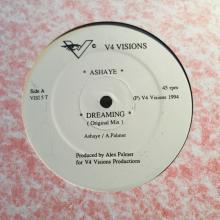 © V4 VISIONS
* ASHAYE *
Side A
VISI 5 T
45 rpm
(P) V4 Visions 1994
* DREAMING *
( Original Mix )
Ashaye / A.Palmer
Produced by Alex Palmer
for V4 Visions Productions